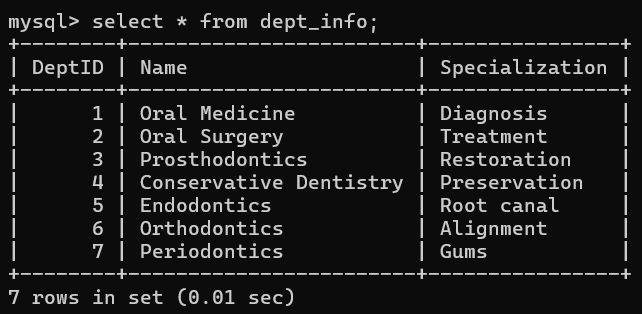 mysql> select * from dept_info;
+--------+------------------------+----------------+
| DeptID | Name                   | Specialization |
+--------+------------------------+----------------+
|      1 | Oral Medicine          | Diagnosis      |
|      2 | Oral Surgery           | Treatment      |
|      3 | Prosthodontics         | Restoration    |
|      4 | Conservative Dentistry | Preservation   |
|      5 | Endodontics            | Root canal     |
|      6 | Orthodontics           | Alignment      |
|      7 | Periodontics           | Gums           |
+--------+------------------------+----------------+
7 rows in set (0.01 sec)